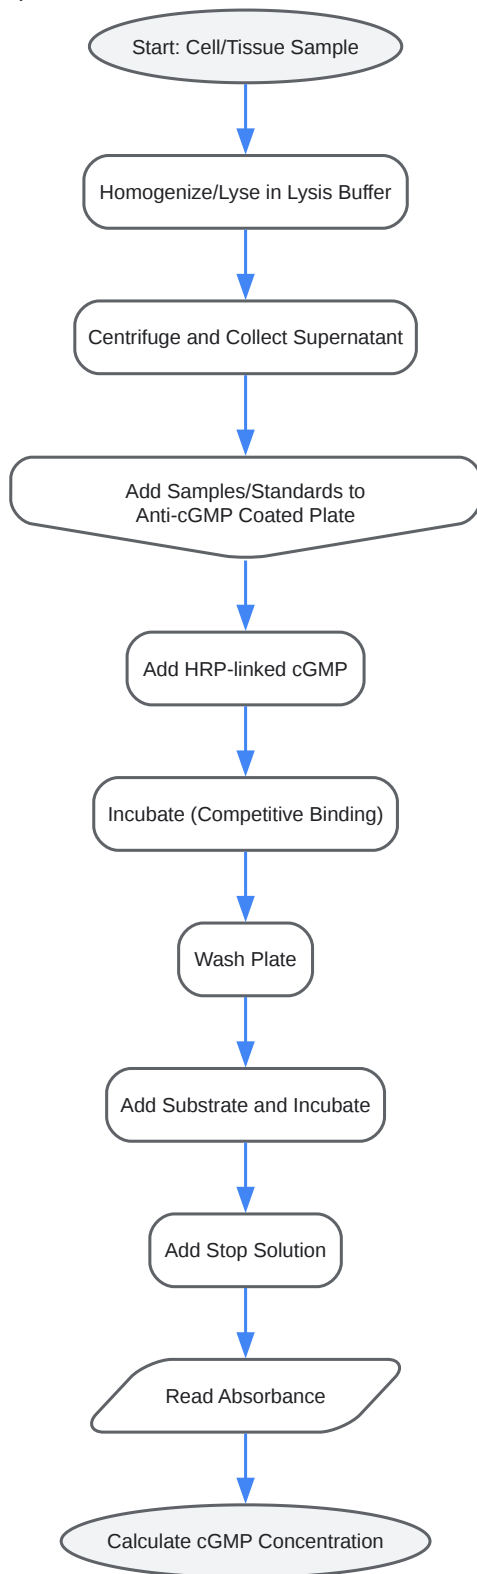 Start: Cell/Tissue Sample
Homogenize/Lyse in Lysis Buffer
Centrifuge and Collect Supernatant
Add Samples/Standards to
Anti-cGMP Coated Plate
Add HRP-linked cGMP
Incubate (Competitive Binding)
Wash Plate
Add Substrate and Incubate
Add Stop Solution
Read Absorbance
Calculate cGMP Concentration